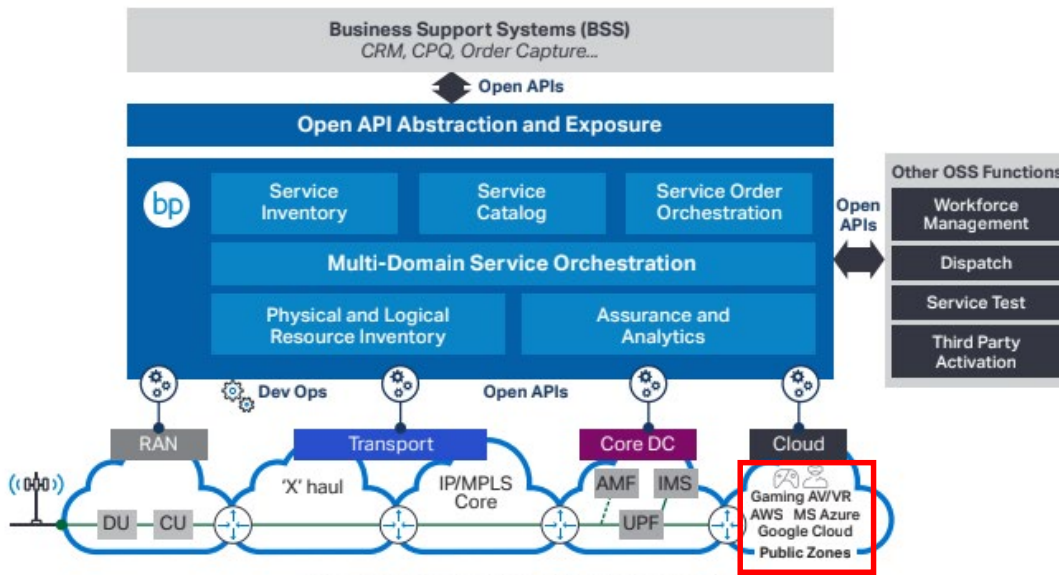 Business Support Systems (BSS)
CRM, CPQ, Order Capture...
Open APIs
Open API Abstraction and Exposure
bp
Service
Inventory
Service
Catalog
Service Order
Orchestration
Multi-Domain Service Orchestration
Physical and Logical
Resource Inventory
Assurance and
Analytics
Open
APIs
Other OSS Functions
Workforce
Management
Dispatch
Service Test
Third Party
Activation
Dev Ops
Open APIs
RAN
Transport
Core DC
Cloud
DU
CU
'X' haul
IP/MPLS
Core
AMF
IMS
UPF
Gaming AV/VR
AWS MS Azure
Google Cloud
Public Zones